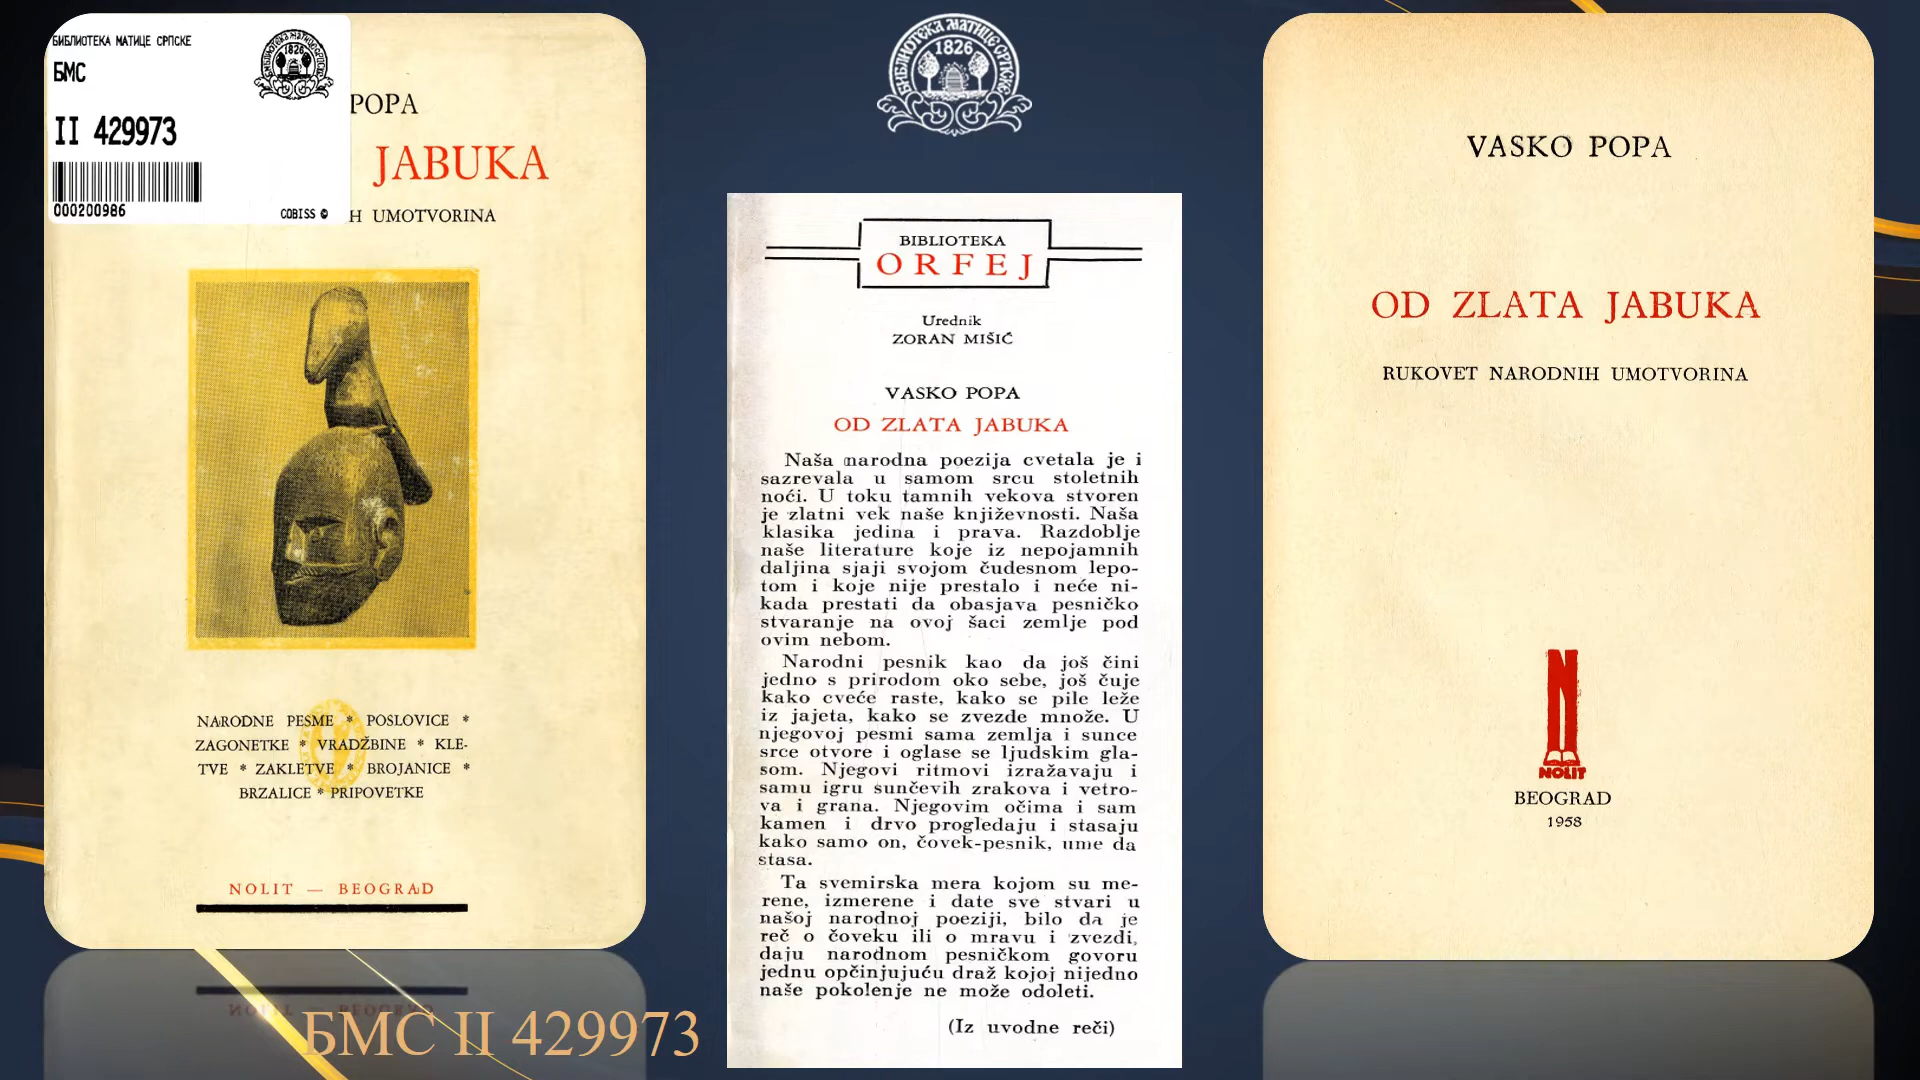 БИБЛИОТЕКА МАТИЦЕ СРПСКЕ
БМС
1826
II 429973
000200986
COBISS ©
POPA
JABUKA
H UMOTVORINA
NARODNE PESME * POSLOVICE *
ZAGONETKE * VRADŽBINE * KLE-
TVE * ZAKLETVE * BROJANICE *
BRZALICE * PRIPOVETKE
NOLIT — BEOGRAD
БМС II 429973
БИБЛИОТЕКА МАТИЦЕ СРПСКЕ
1826
BIBLIOTEKA
ORFEJ
Urednik
ZORAN MIŠIĆ
VASKO POPA
OD ZLATA JABUKA
Naša narodna poezija cvetala je i
sazrevala u samom srcu stoletnih
noći. U toku tamnih vekova stvoren
je zlatni vek naše književnosti. Naša
klasika jedina i prava. Razdoblje
naše literature koje iz nepojamnih
daljina sjaji svojom čudesnom lepo-
tom i koje nije prestalo i neće ni-
kada prestati da obasjava pesničko
stvaranje na ovoj šaci zemlje pod
ovim nebom.
Narodni pesnik kao da još čini
jedno s prirodom oko sebe, još čuje
kako cveće raste, kako se pile leže
iz jajeta, kako se zvezde množe. U
njegovoj pesmi sama zemlja i sunce
srce otvore i oglase se ljudskim gla-
som. Njegovi ritmovi izražavaju i
samu igru sunčevih zrakova i vetro-
va i grana. Njegovim očima i sam
kamen i drvo progledaju i stasaju
kako samo on, čovek-pesnik, ume da
stasa.
Ta svemirska mera kojom su me-
rene, izmerene i date sve stvari u
našoj narodnoj poeziji, bilo da je
reč o čoveku ili o mravu i zvezdi,
daju narodnom pesničkom govoru
jednu opčinjujuću draž kojoj nijedno
naše pokolenje ne može odoleti.
(Iz uvodne reči)
VASKO POPA
OD ZLATA JABUKA
RUKOVET NARODNIH UMOTVORINA
NOLIT
BEOGRAD
1958